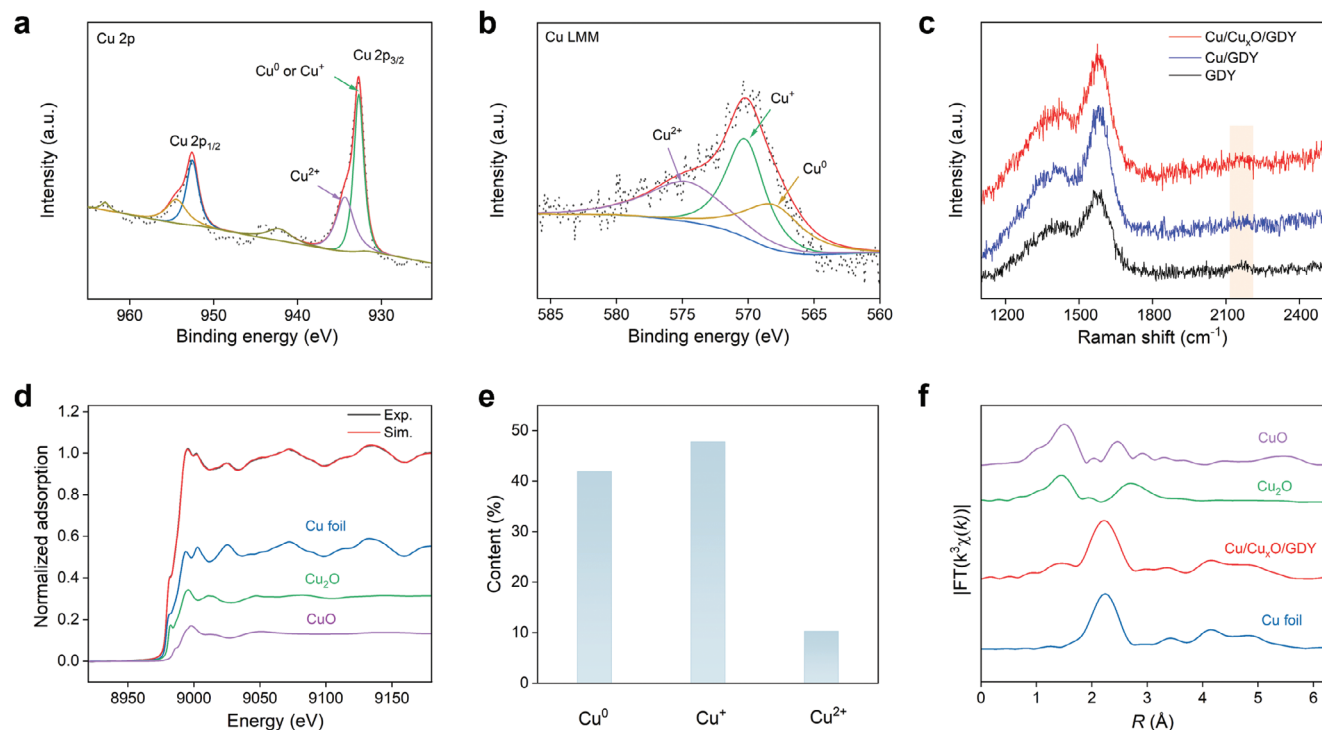 a
Cu 2p
Cu 2p3/2
Cu⁰ or Cu⁺
Cu 2p1/2
Cu²⁺
Intensity (a.u.)
960 950 940 930
Binding energy (eV)
b
Cu LMM
Cu⁺
Cu²⁺
Cu⁰
Intensity (a.u.)
585 580 575 570 565 560
Binding energy (eV)
c
Cu/CuₓO/GDY
Cu/GDY
GDY
Intensity (a.u.)
1200 1500 1800 2100 2400
Raman shift (cm⁻¹)
d
Exp.
Sim.
1.2
1.0
0.8
0.6
0.4
0.2
0.0
Cu foil
Cu₂O
CuO
Normalized adsorption
8950 9000 9050 9100 9150
Energy (eV)
e
50
40
30
20
10
0
Content (%)
Cu⁰ Cu⁺ Cu²⁺
f
CuO
Cu₂O
Cu/CuₓO/GDY
Cu foil
|FT(k³χ(k))|
0 1 2 3 4 5 6
R (Å)